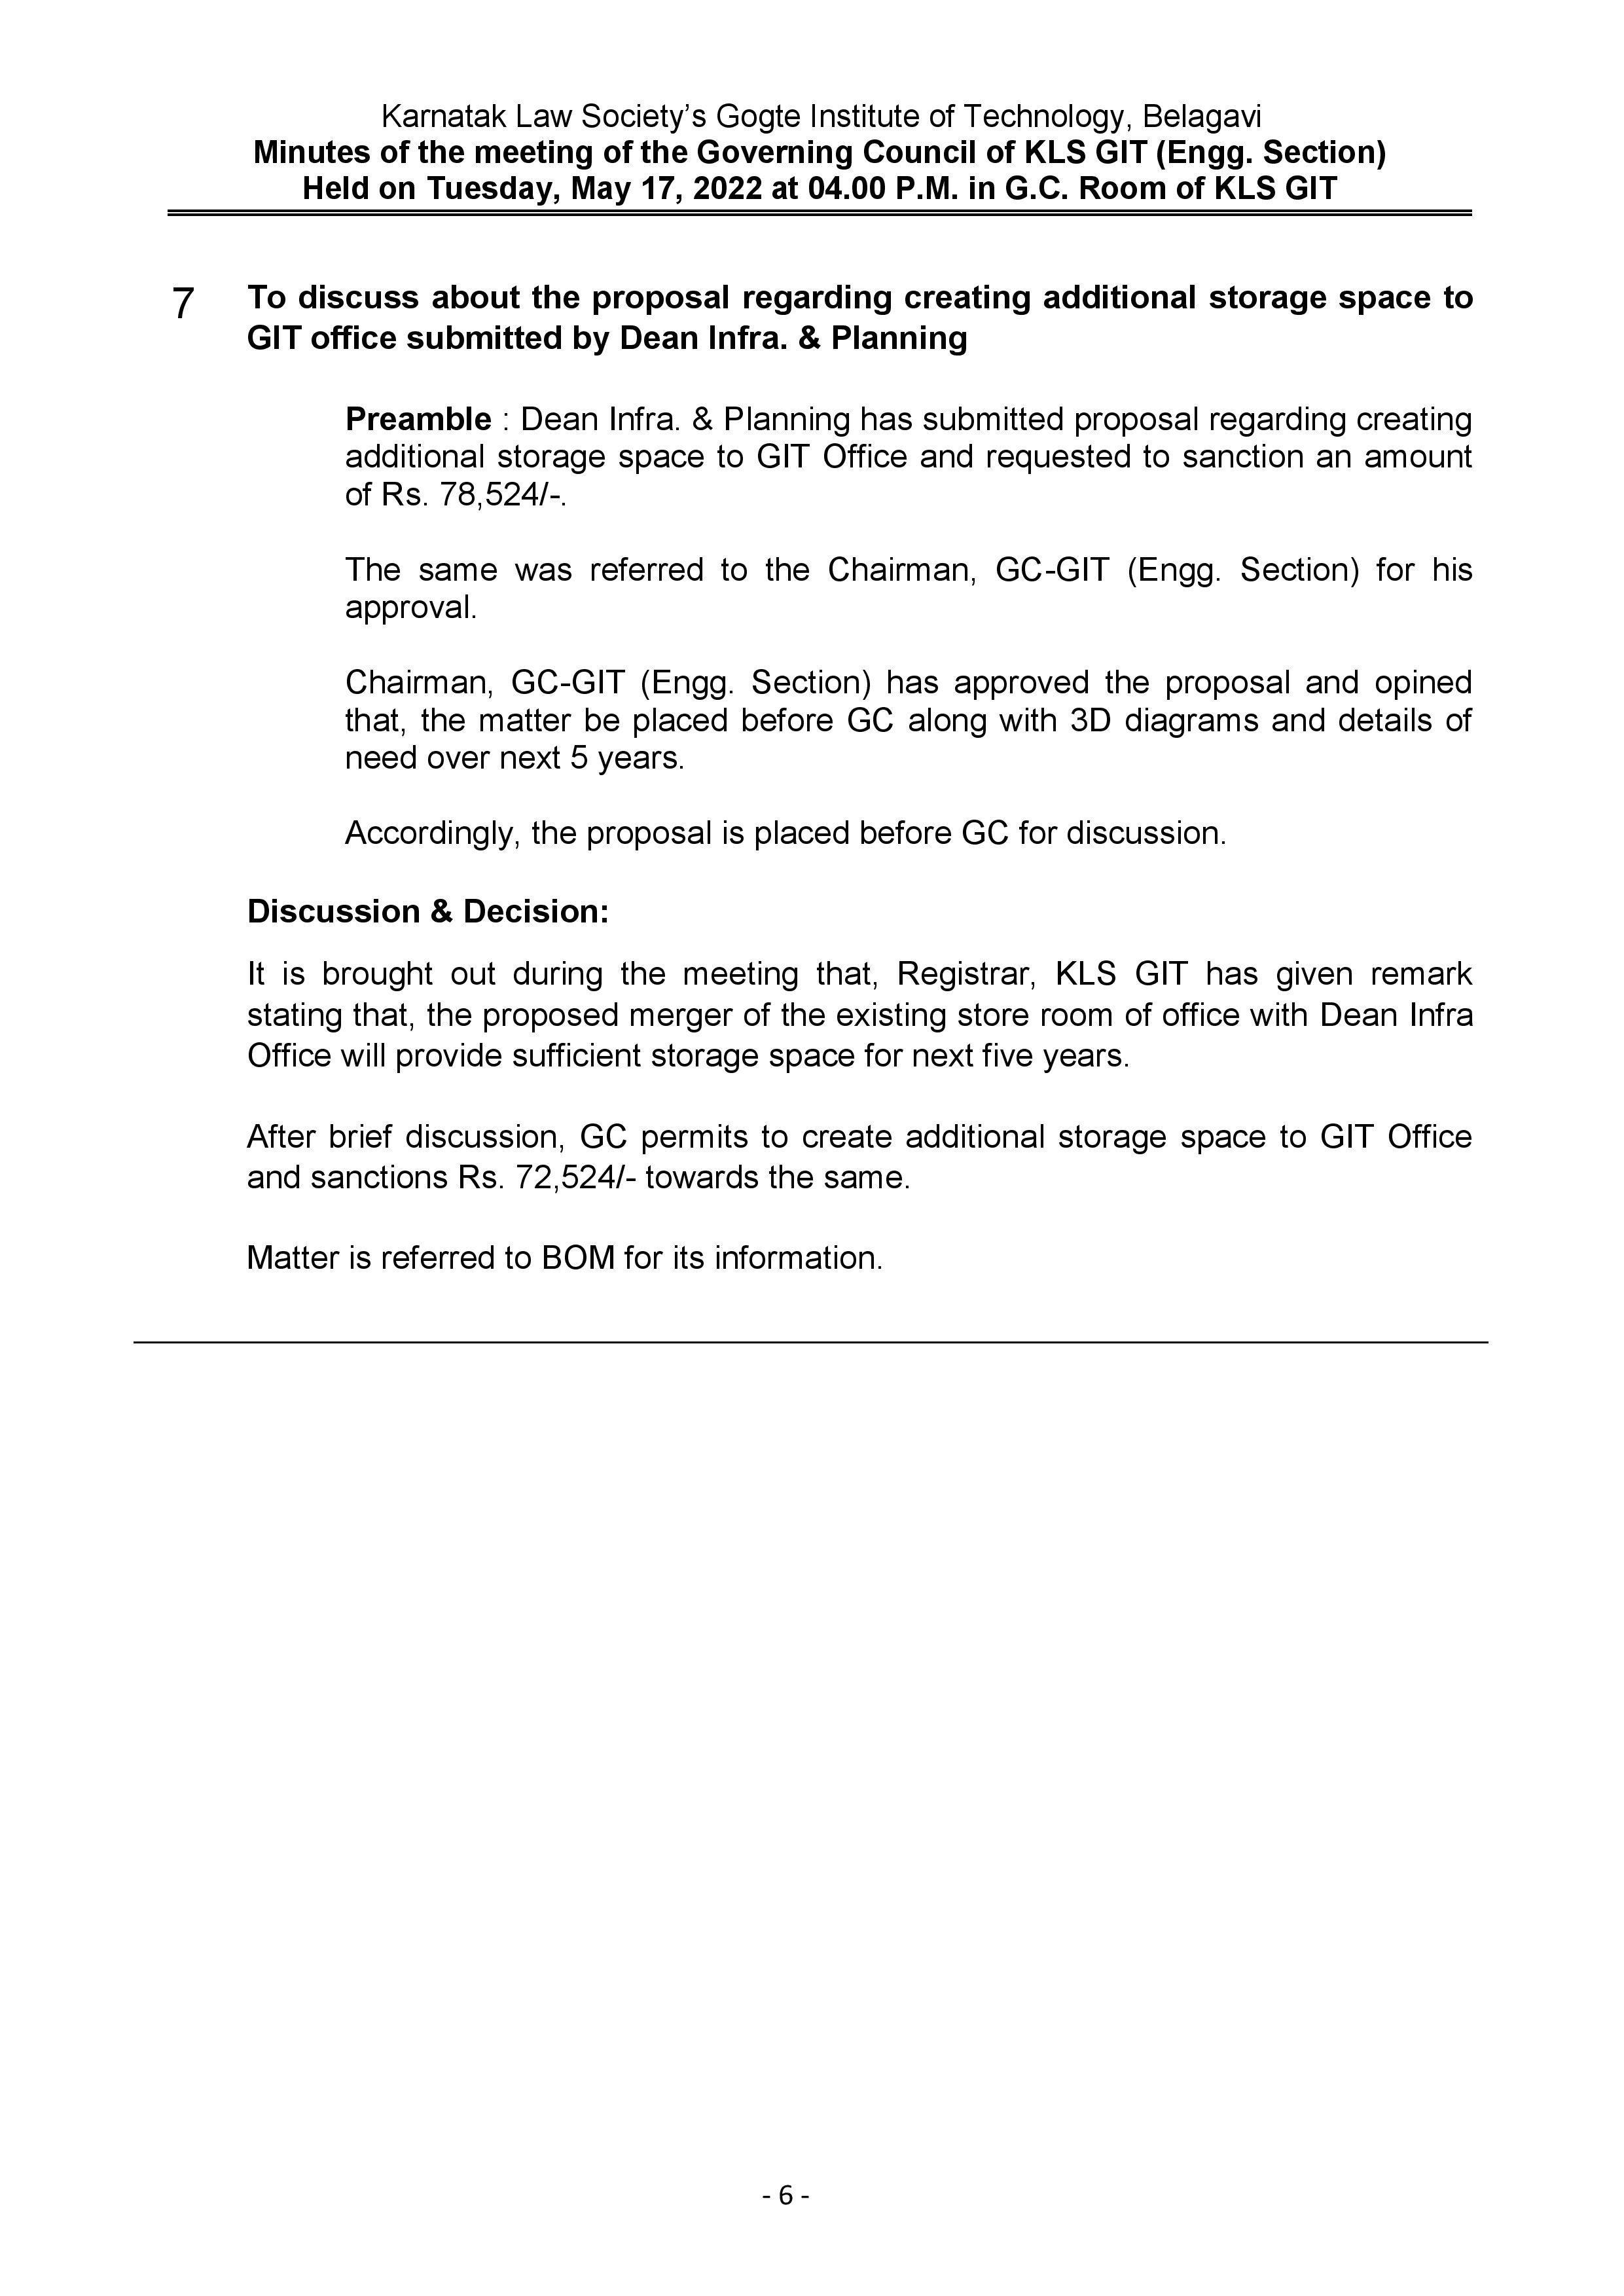 Karnatak Law Society’s Gogte Institute of Technology, Belagavi
Minutes of the meeting of the Governing Council of KLS GIT (Engg. Section)
Held on Tuesday, May 17, 2022 at 04.00 P.M. in G.C. Room of KLS GIT
7 To discuss about the proposal regarding creating additional storage space to
GIT office submitted by Dean Infra. & Planning
Preamble : Dean Infra. & Planning has submitted proposal regarding creating
additional storage space to GIT Office and requested to sanction an amount
of Rs. 78,524/-.
The same was referred to the Chairman, GC-GIT (Engg. Section) for his
approval.
Chairman, GC-GIT (Engg. Section) has approved the proposal and opined
that, the matter be placed before GC along with 3D diagrams and details of
need over next 5 years.
Accordingly, the proposal is placed before GC for discussion.
Discussion & Decision:
It is brought out during the meeting that, Registrar, KLS GIT has given remark
stating that, the proposed merger of the existing store room of office with Dean Infra
Office will provide sufficient storage space for next five years.
After brief discussion, GC permits to create additional storage space to GIT Office
and sanctions Rs. 72,524/- towards the same.
Matter is referred to BOM for its information.
- 6 -